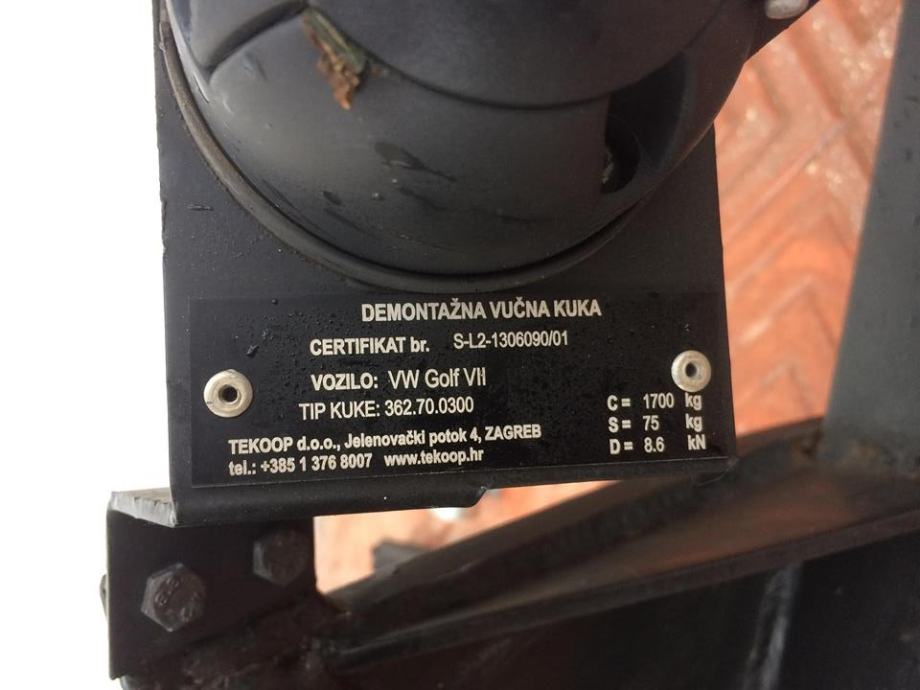 DEMONTAŽNA VUČNA KUKA
CERTIFIKAT br. S-L2-1306090/01
VOZILO: VW Golf VII
TIP KUKE: 362.70.0300
C = 1700 kg
S = 75 kg
D = 8.6 kN
TEKOOP d.o.o., Jelenovački potok 4, ZAGREB
tel.: +385 1 376 8007 www.tekoop.hr